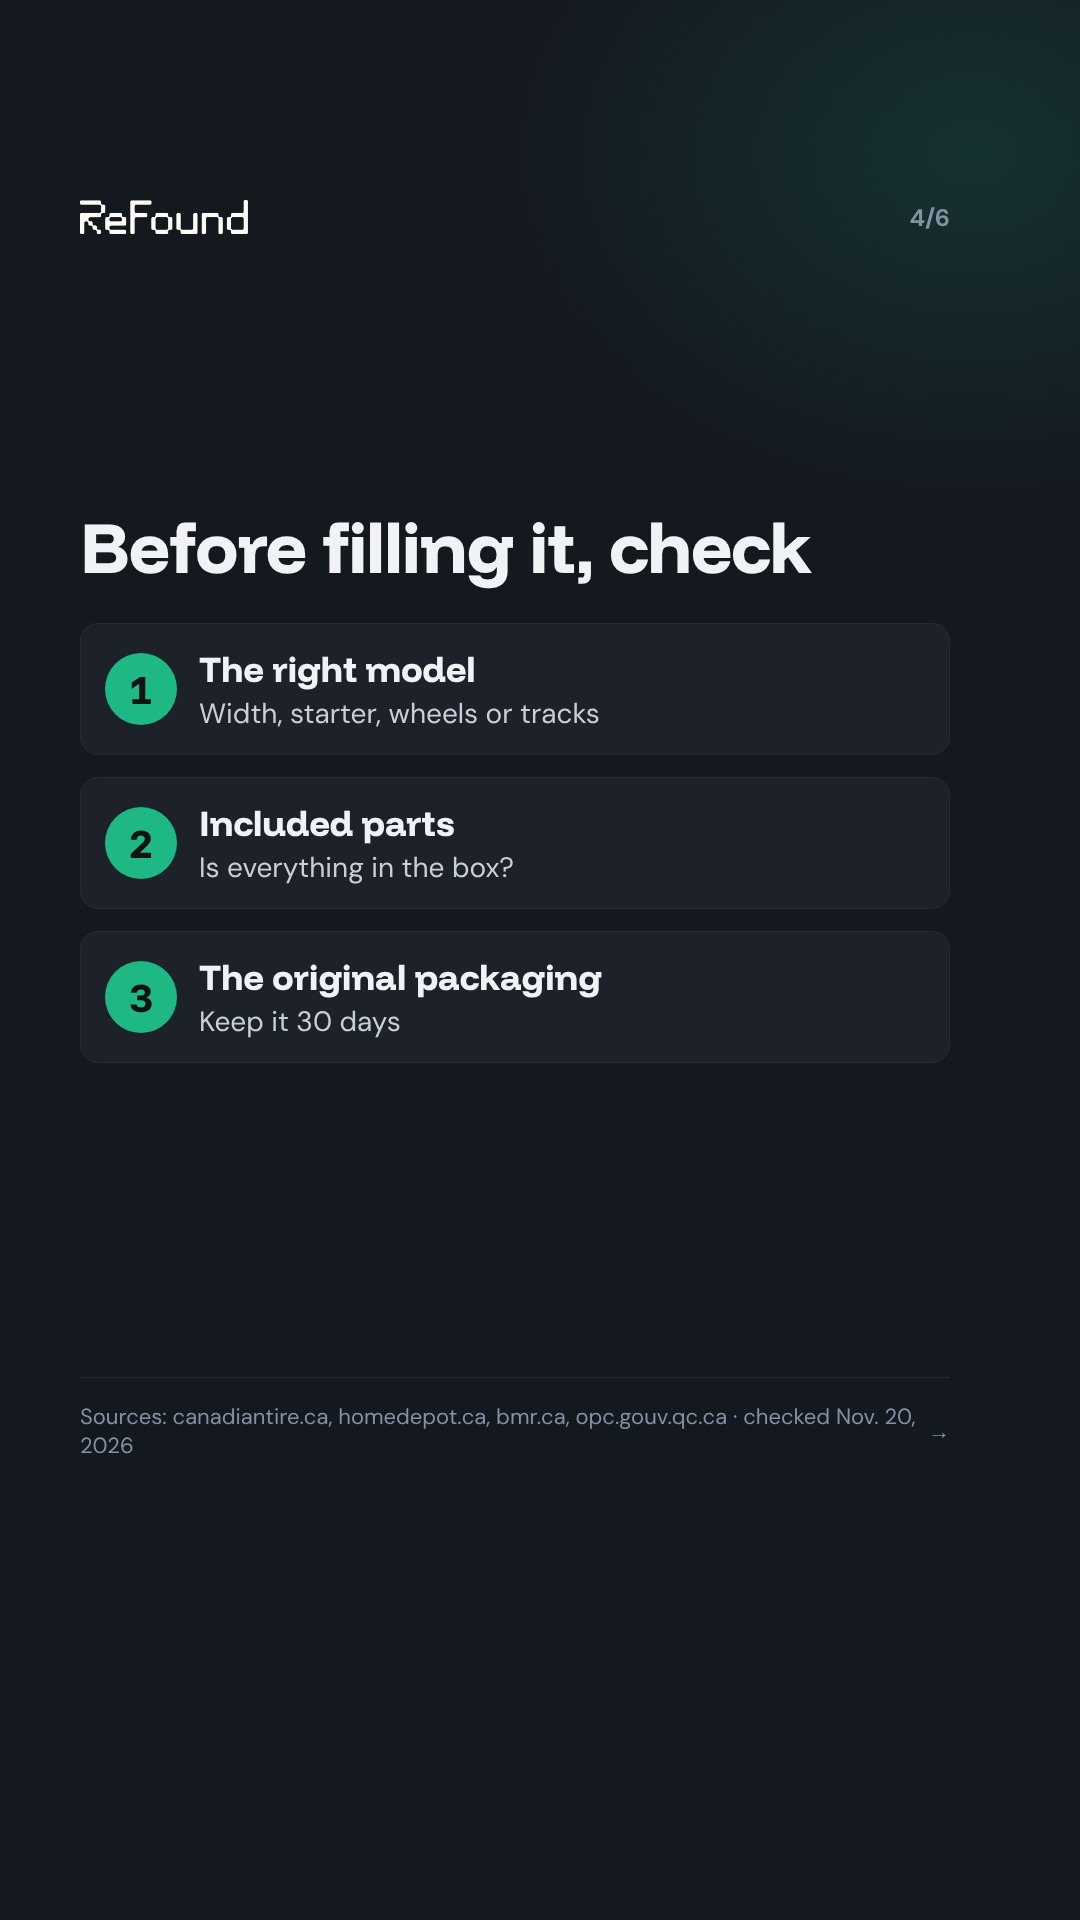 ReFound
4/6
Before filling it, check
1
The right model
Width, starter, wheels or tracks
2
Included parts
Is everything in the box?
3
The original packaging
Keep it 30 days
Sources: canadiantire.ca, homedepot.ca, bmr.ca, opc.gouv.qc.ca · checked Nov. 20,
2026
→